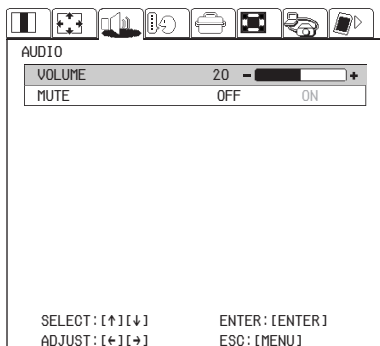 AUDIO
VOLUME 20 - +
MUTE OFF ON
SELECT:[↑][↓] ENTER:[ENTER]
ADJUST:[←][→] ESC:[MENU]